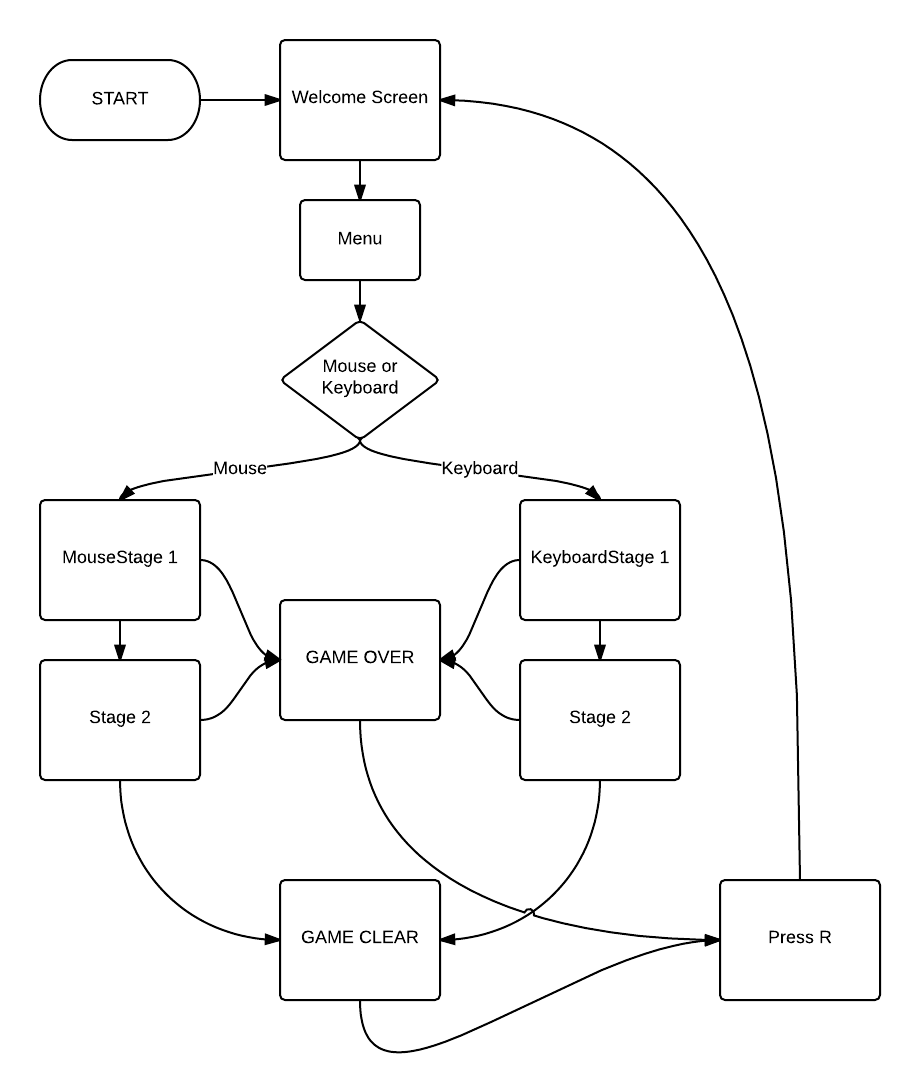 START
Welcome Screen
Menu
Mouse or
Keyboard
Mouse
Keyboard
MouseStage 1
KeyboardStage 1
GAME OVER
Stage 2
Stage 2
GAME CLEAR
Press R